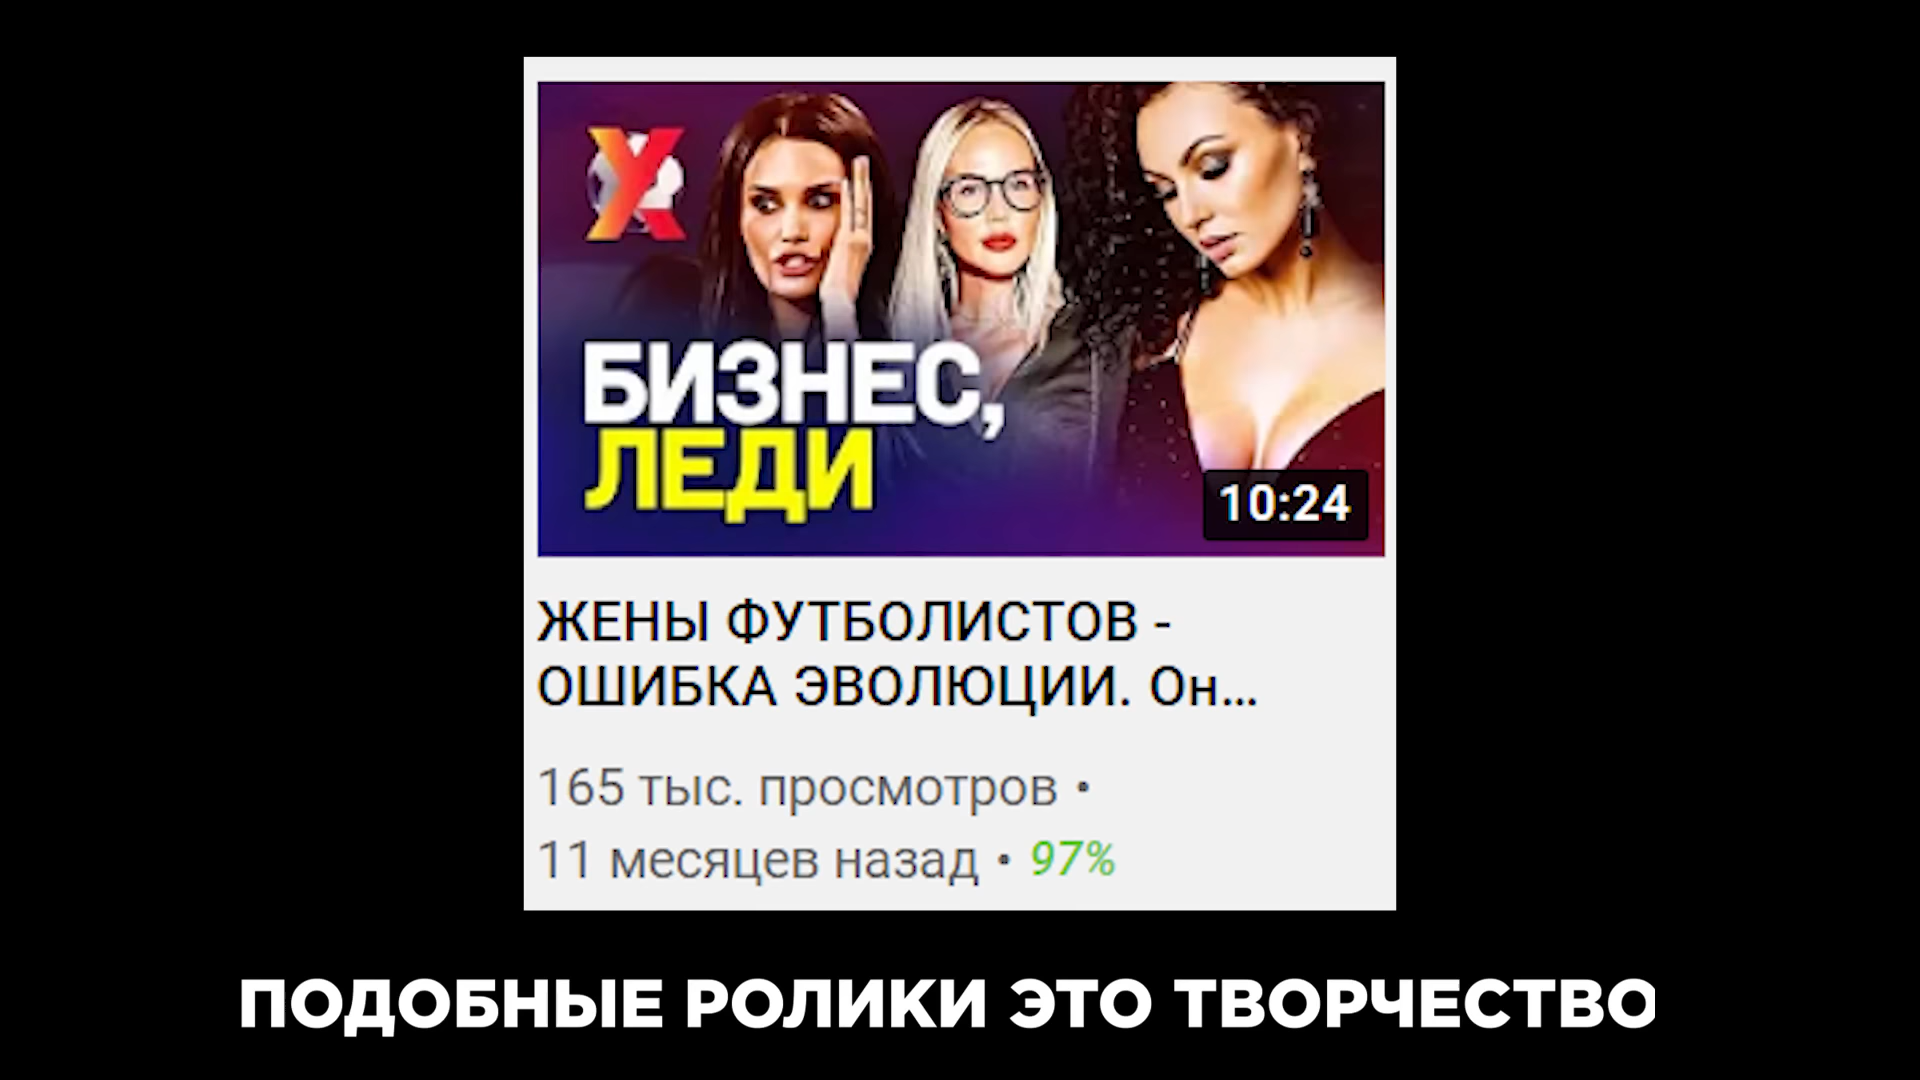 БИЗНЕС,
ЛЕДИ
10:24
ЖЕНЫ ФУТБОЛИСТОВ -
ОШИБКА ЭВОЛЮЦИИ. Он...
165 тыс. просмотров •
11 месяцев назад • 97%
ПОДОБНЫЕ РОЛИКИ ЭТО ТВОРЧЕСТВО